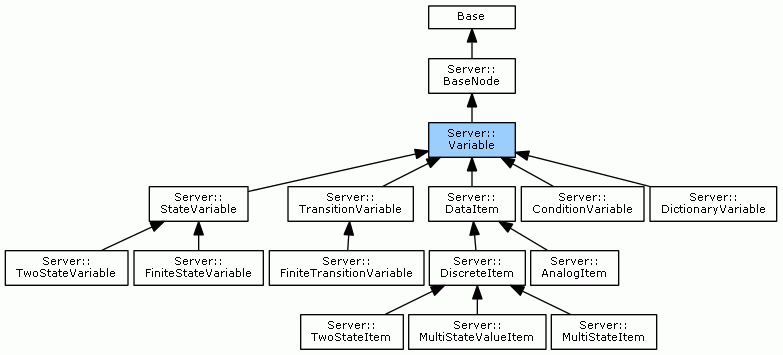 Base
Server::
BaseNode
Server::
Variable
Server::
StateVariable
Server::
TransitionVariable
Server::
DataItem
Server::
ConditionVariable
Server::
DictionaryVariable
Server::
TwoStateVariable
Server::
FiniteStateVariable
Server::
FiniteTransitionVariable
Server::
DiscreteItem
Server::
AnalogItem
Server::
TwoStateItem
Server::
MultiStateValueItem
Server::
MultiStateItem